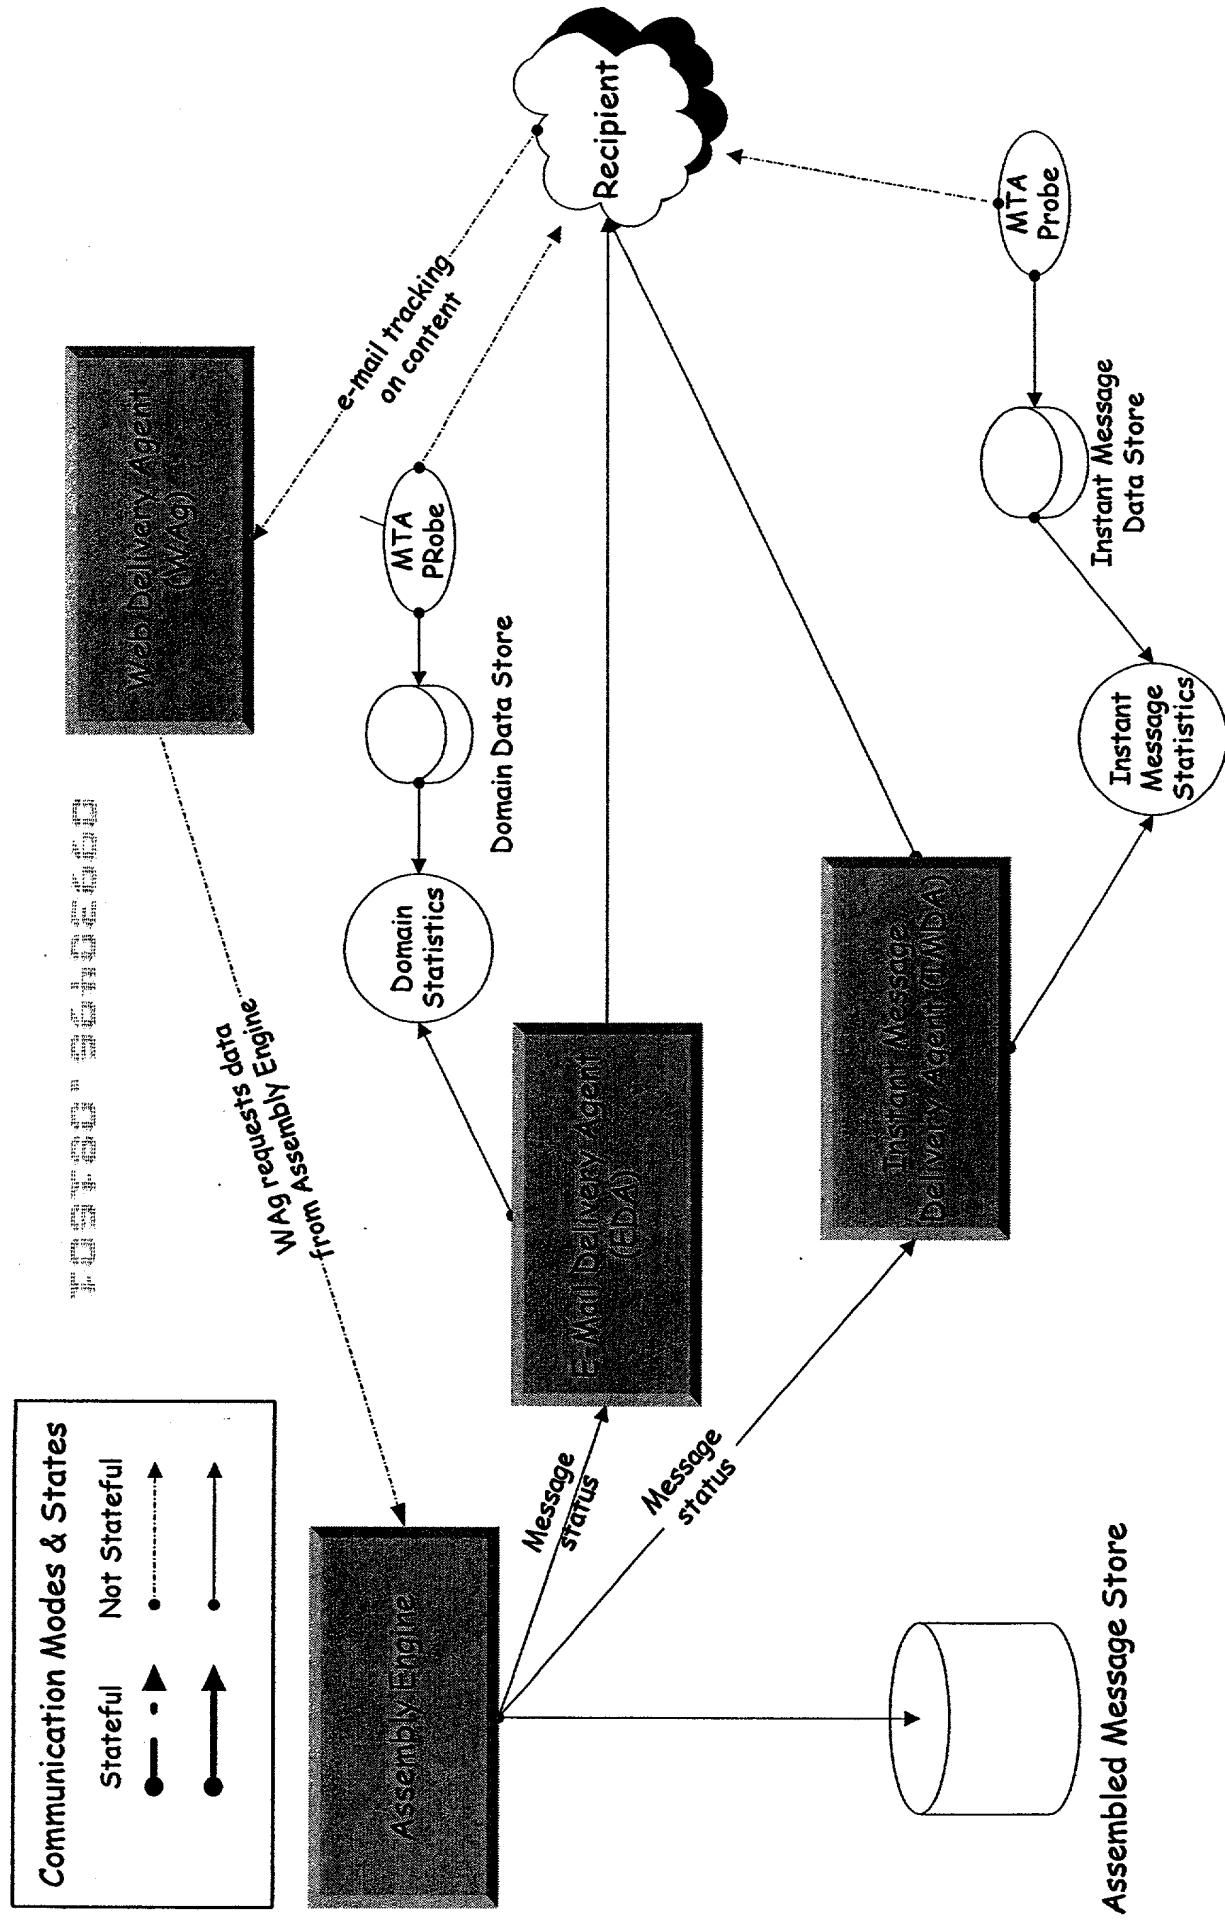 Communication Modes & States
Stateful
Not Stateful
Assembly Engine
Web Delivery Agent
(WAg)
WAg requests data
from Assembly Engine
e-mail tracking
on content
Recipient
MTA
PRobe
Domain Data Store
Domain
Statistics
E-Mail Delivery Agent
(EDA)
Message
status
Message
status
Instant Message
Delivery Agent (IMDA)
MTA
Probe
Instant Message
Data Store
Instant
Message
Statistics
Assembled Message Store